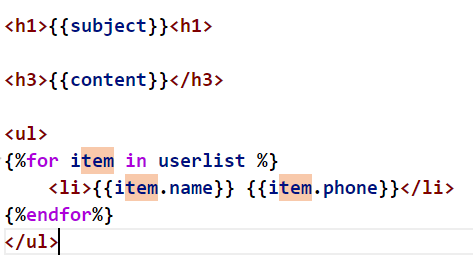 <h1>{{subject}}<h1>
<h3>{{content}}</h3>
<ul>
{%for item in userlist %}
<li>{{item.name}} {{item.phone}}</li>
{%endfor%}
</ul>